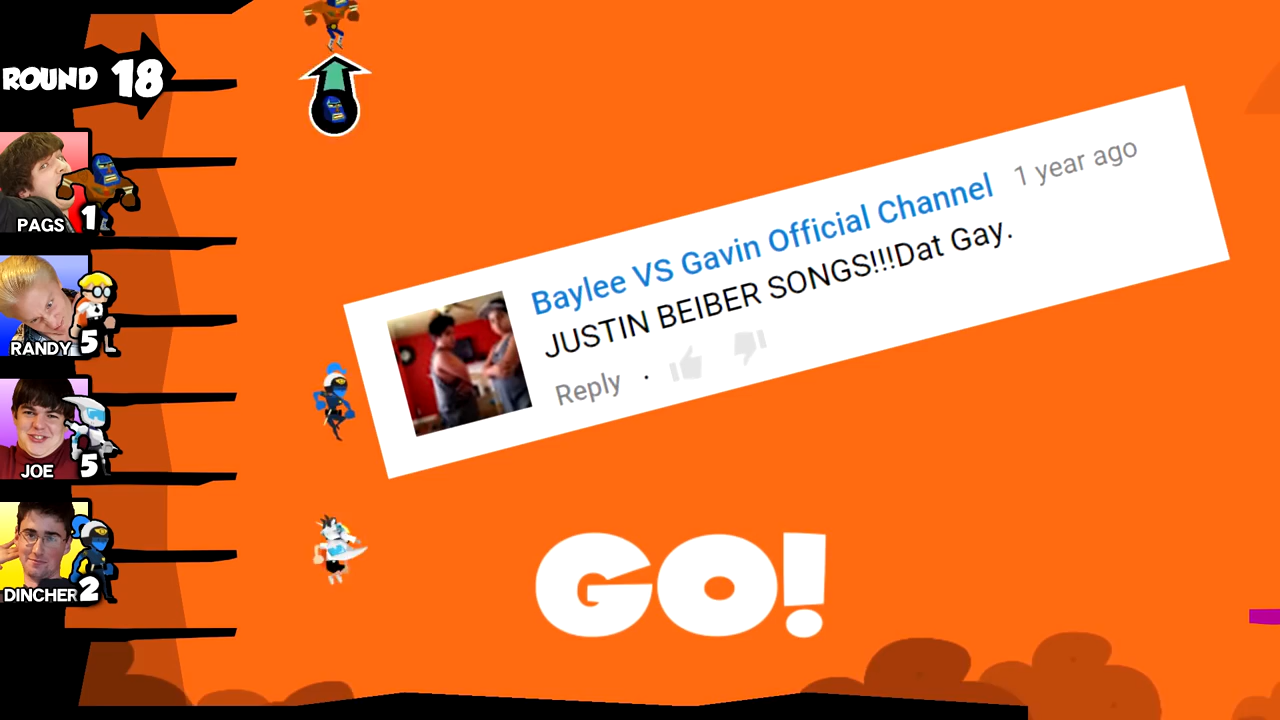 ROUND 18
PAGS 1
RANDY 5
JOE 5
DINCHER 2
Baylee VS Gavin Official Channel 1 year ago
JUSTIN BEIBER SONGS!!!Dat Gay.
Reply ·
GO!